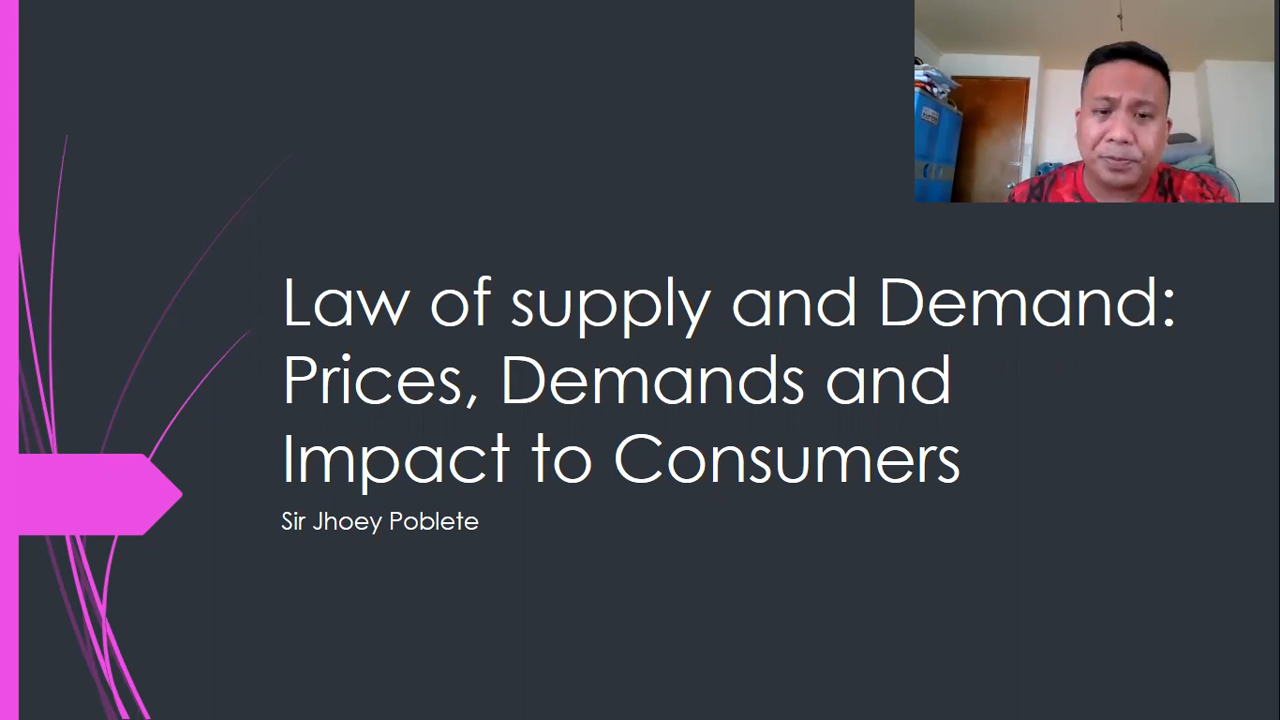 Law of supply and Demand:
Prices, Demands and
Impact to Consumers
Sir Jhoey Poblete